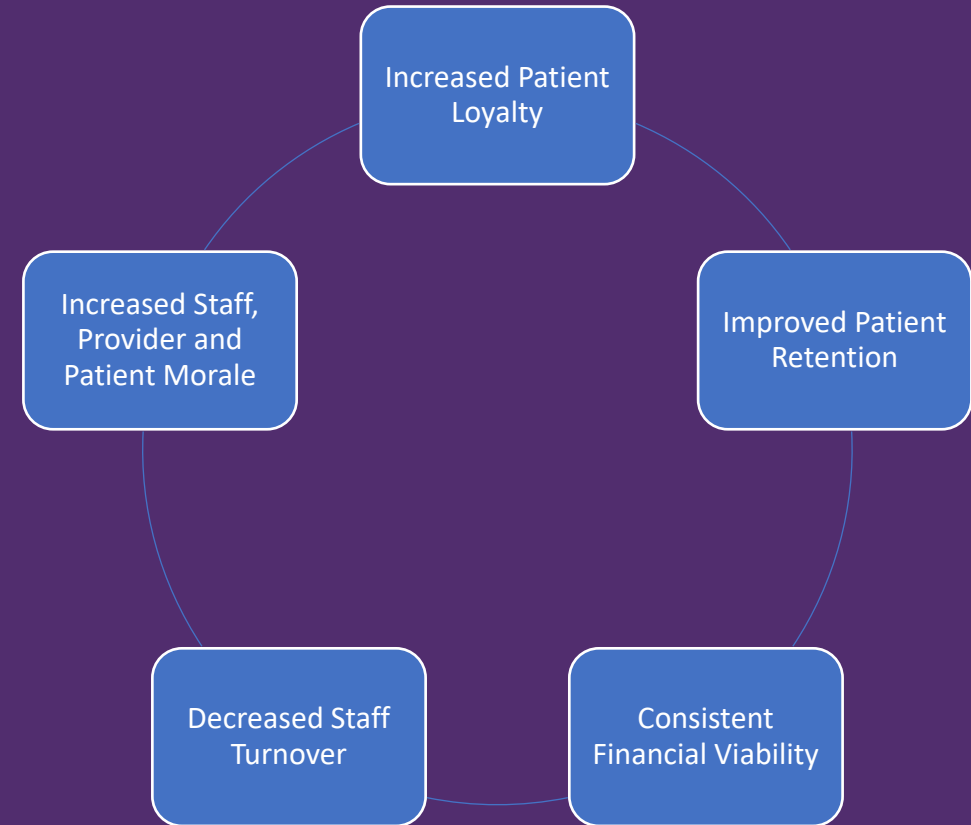 Increased Patient
Loyalty
Improved Patient
Retention
Consistent
Financial Viability
Decreased Staff
Turnover
Increased Staff,
Provider and
Patient Morale